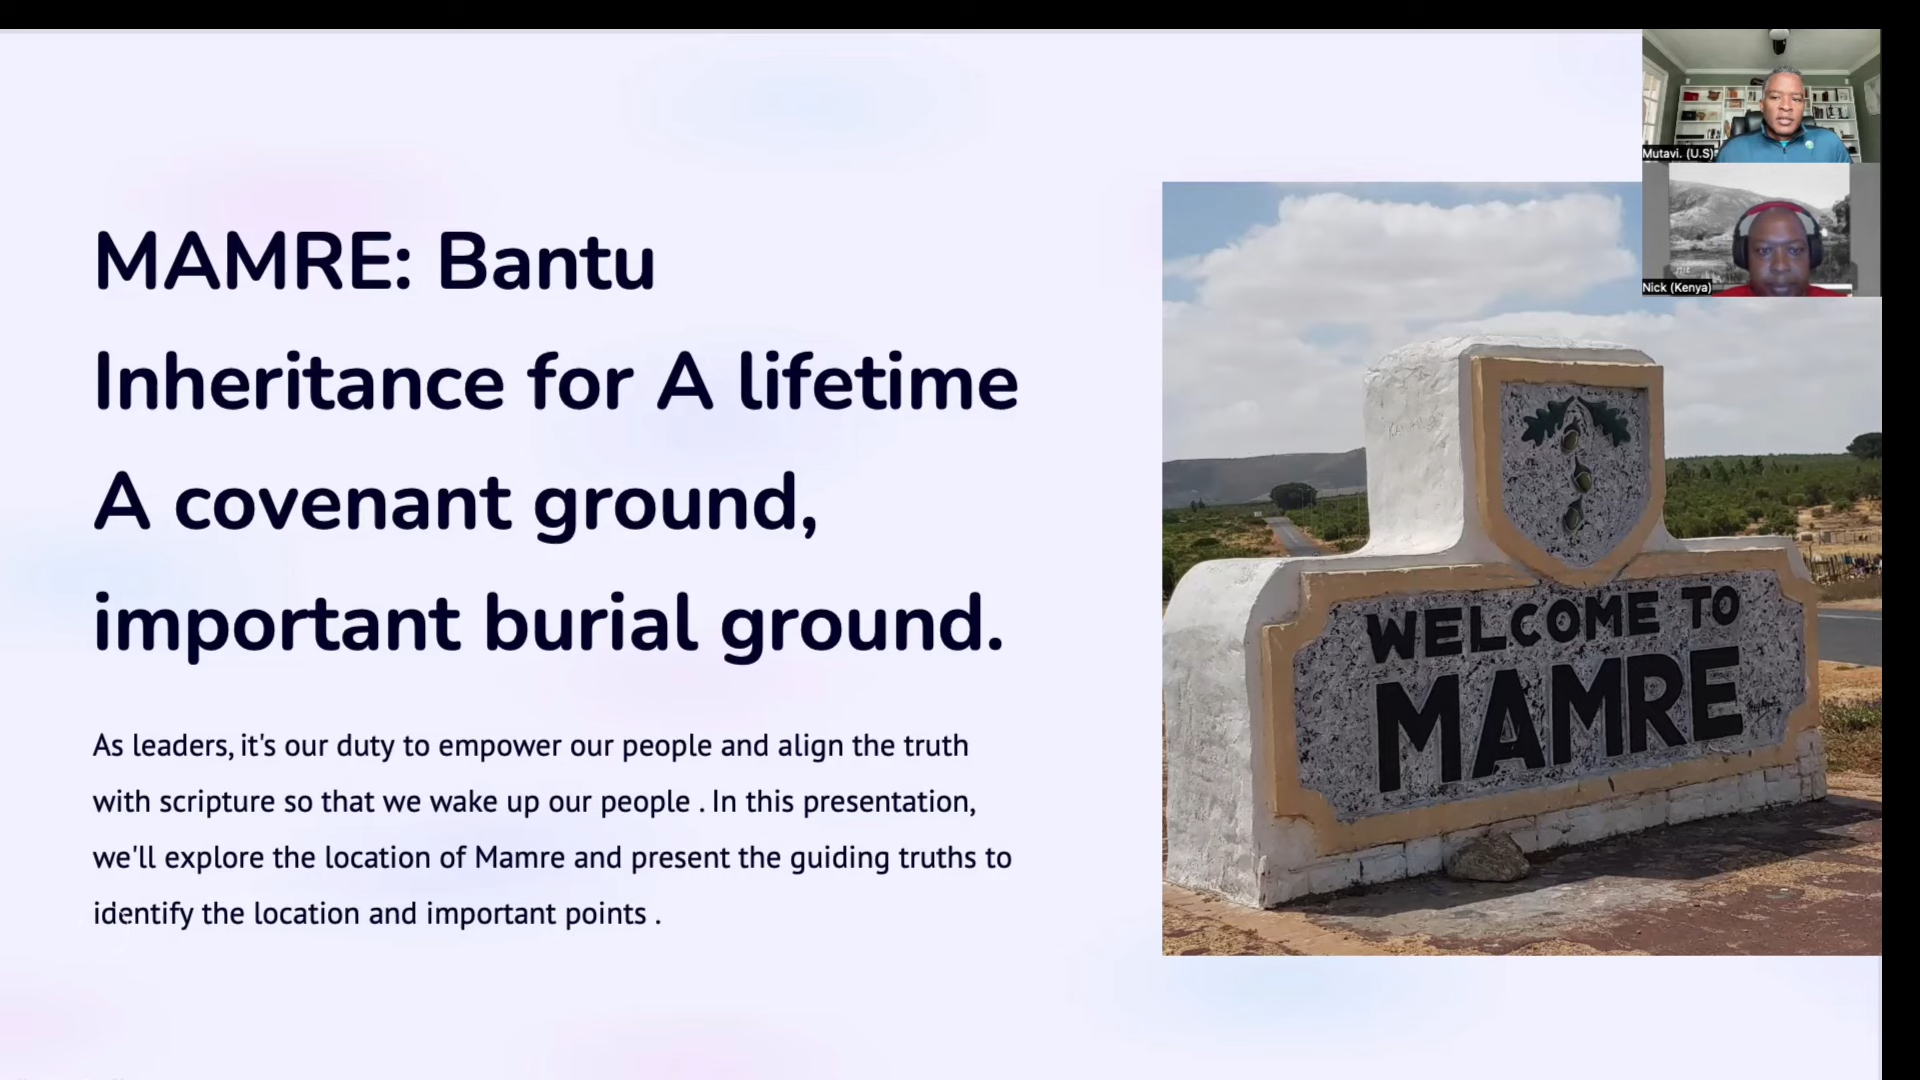 MAMRE: Bantu
Inheritance for A lifetime
A covenant ground,
important burial ground.
As leaders, it's our duty to empower our people and align the truth
with scripture so that we wake up our people . In this presentation,
we'll explore the location of Mamre and present the guiding truths to
identify the location and important points .
WELCOME TO
MAMRE
Mutavi. (U.S)
Nick (Kenya)